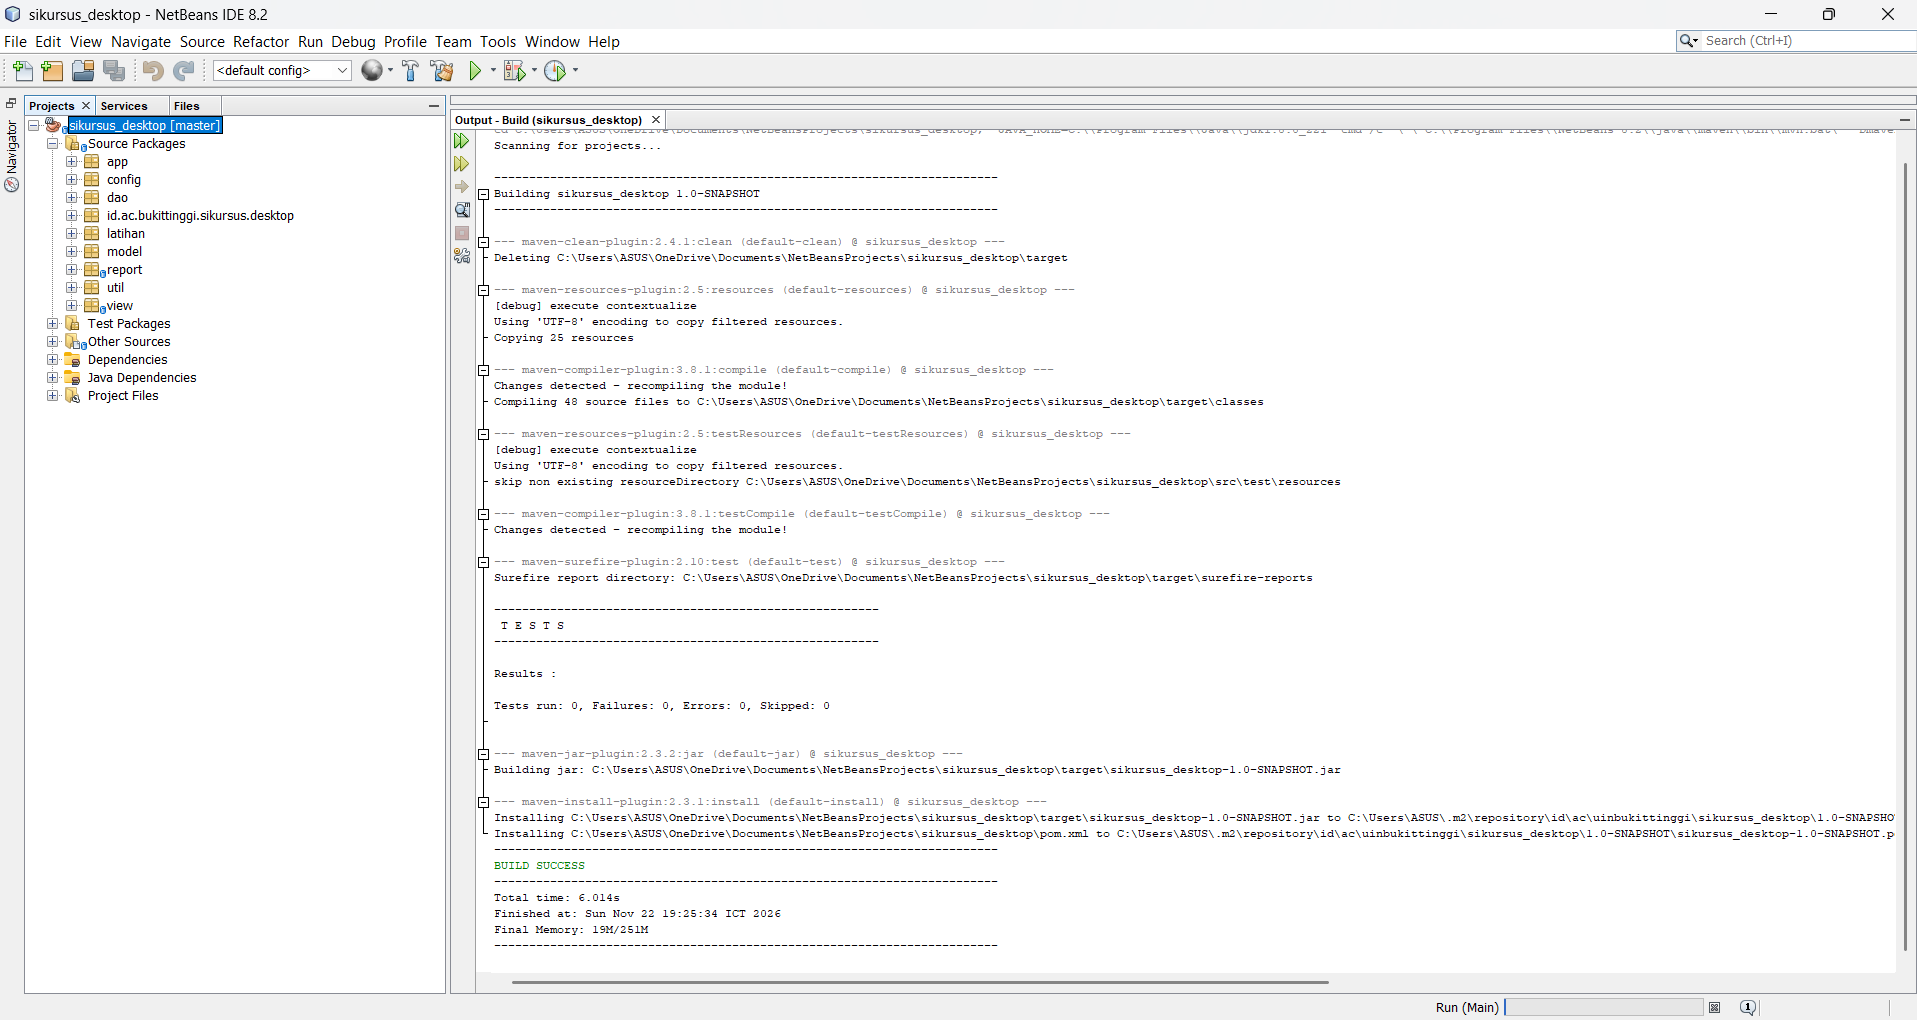 sikursus_desktop - NetBeans IDE 8.2
File Edit View Navigate Source Refactor Run Debug Profile Team Tools Window Help
Search (Ctrl+I)
<default config>
Projects Services Files
Navigator
sikursus_desktop [master]
Source Packages
app
config
dao
id.ac.bukittinggi.sikursus.desktop
latihan
model
report
util
view
Test Packages
Other Sources
Dependencies
Java Dependencies
Project Files
Output - Build (sikursus_desktop)
Scanning for projects...
------------------------------------------------------------------------
Building sikursus_desktop 1.0-SNAPSHOT
------------------------------------------------------------------------
--- maven-clean-plugin:2.4.1:clean (default-clean) @ sikursus_desktop ---
Deleting C:\Users\ASUS\OneDrive\Documents\NetBeansProjects\sikursus_desktop\target
--- maven-resources-plugin:2.5:resources (default-resources) @ sikursus_desktop ---
[debug] execute contextualize
Using 'UTF-8' encoding to copy filtered resources.
Copying 25 resources
--- maven-compiler-plugin:3.8.1:compile (default-compile) @ sikursus_desktop ---
Changes detected - recompiling the module!
Compiling 48 source files to C:\Users\ASUS\OneDrive\Documents\NetBeansProjects\sikursus_desktop\target\classes
--- maven-resources-plugin:2.5:testResources (default-testResources) @ sikursus_desktop ---
[debug] execute contextualize
Using 'UTF-8' encoding to copy filtered resources.
skip non existing resourceDirectory C:\Users\ASUS\OneDrive\Documents\NetBeansProjects\sikursus_desktop\src\test\resources
--- maven-compiler-plugin:3.8.1:testCompile (default-testCompile) @ sikursus_desktop ---
Changes detected - recompiling the module!
--- maven-surefire-plugin:2.10:test (default-test) @ sikursus_desktop ---
Surefire report directory: C:\Users\ASUS\OneDrive\Documents\NetBeansProjects\sikursus_desktop\target\surefire-reports
-------------------------------------------------------
T E S T S
-------------------------------------------------------
Results :
Tests run: 0, Failures: 0, Errors: 0, Skipped: 0
--- maven-jar-plugin:2.3.2:jar (default-jar) @ sikursus_desktop ---
Building jar: C:\Users\ASUS\OneDrive\Documents\NetBeansProjects\sikursus_desktop\target\sikursus_desktop-1.0-SNAPSHOT.jar
--- maven-install-plugin:2.3.1:install (default-install) @ sikursus_desktop ---
Installing C:\Users\ASUS\OneDrive\Documents\NetBeansProjects\sikursus_desktop\target\sikursus_desktop-1.0-SNAPSHOT.jar to C:\Users\ASUS\.m2\repository\id\ac\uinbukittinggi\sikursus_desktop\1.0-SNAPSHO
Installing C:\Users\ASUS\OneDrive\Documents\NetBeansProjects\sikursus_desktop\pom.xml to C:\Users\ASUS\.m2\repository\id\ac\uinbukittinggi\sikursus_desktop\1.0-SNAPSHOT\sikursus_desktop-1.0-SNAPSHOT.p
------------------------------------------------------------------------
BUILD SUCCESS
------------------------------------------------------------------------
Total time: 6.014s
Finished at: Sun Nov 22 19:25:34 ICT 2026
Final Memory: 19M/251M
------------------------------------------------------------------------
Run (Main)
1